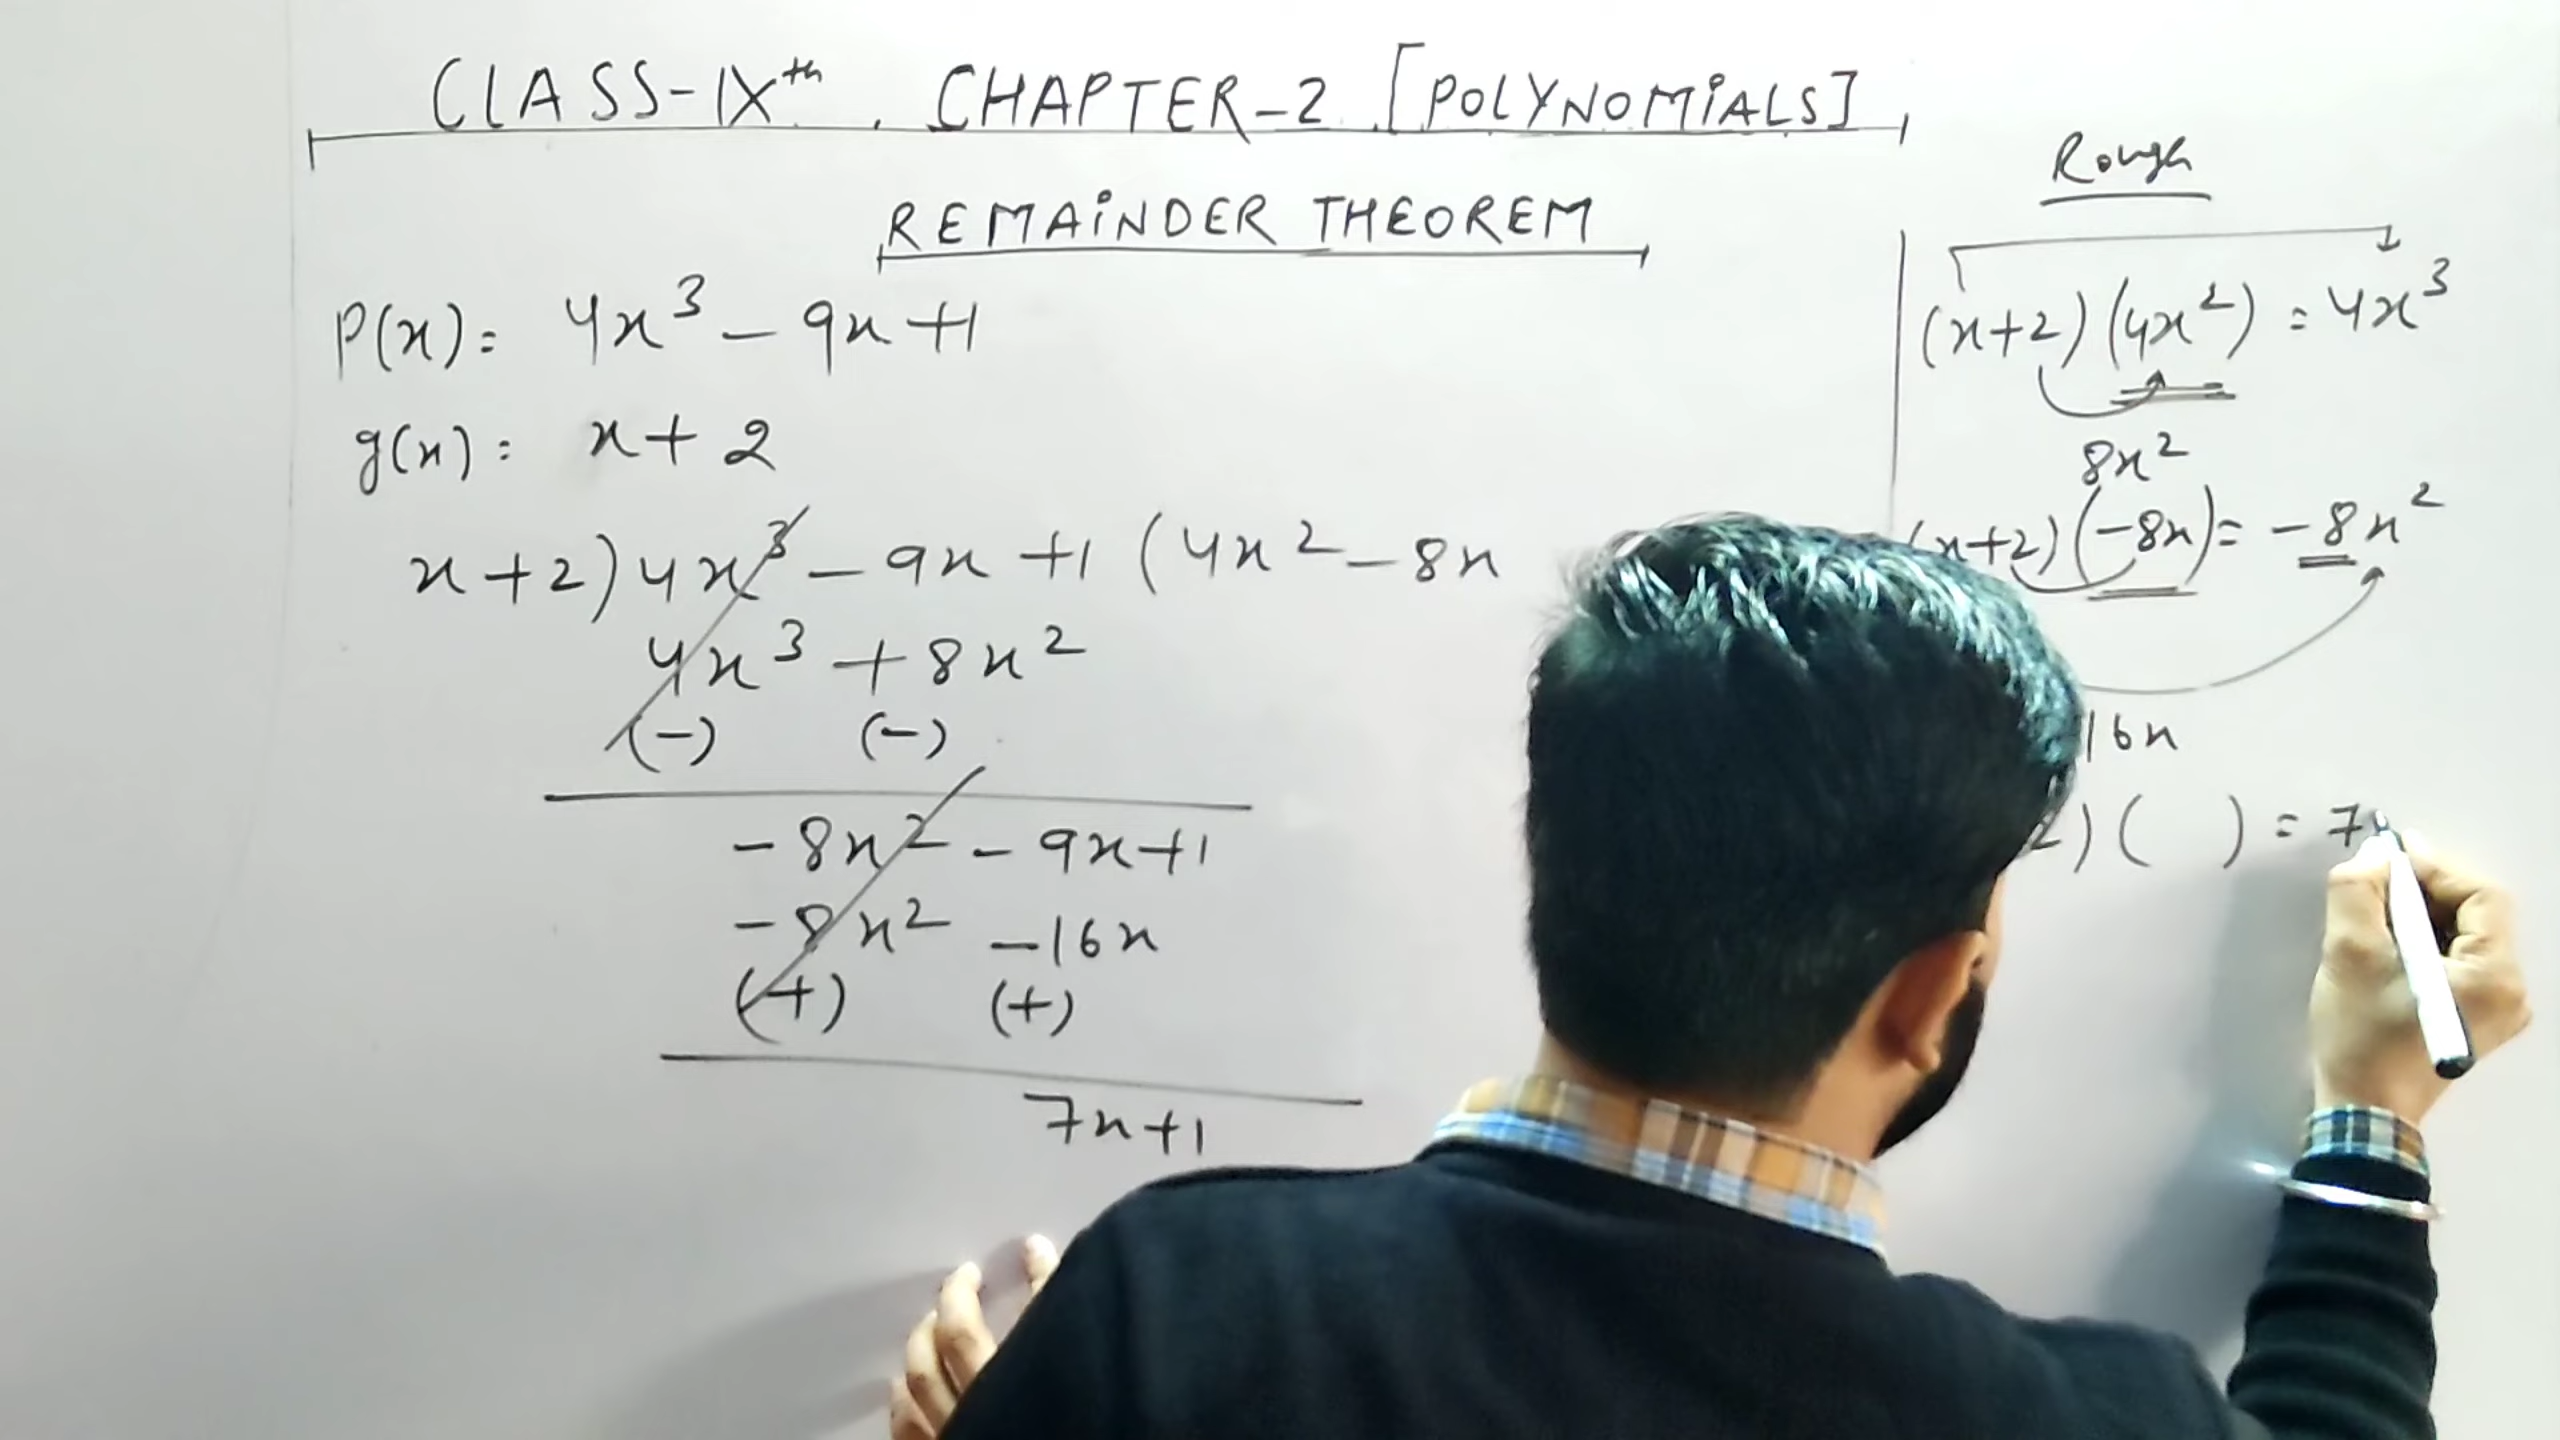 CLASS-IXth, CHAPTER-2 [POLYNOMIALS]
REMAINDER THEOREM
P(x) = 4x³ - 9x + 1
g(x) = x + 2
x + 2 ) 4x³ - 9x + 1 ( 4x² - 8x
4x³ + 8x²
(-) (-)
-8x² - 9x + 1
-8x² - 16x
(+) (+)
7x + 1
Rough
(x+2) (4x²) = 4x³
8x²
(x+2) (-8x) = -8x²
16x
2) ( ) = 7